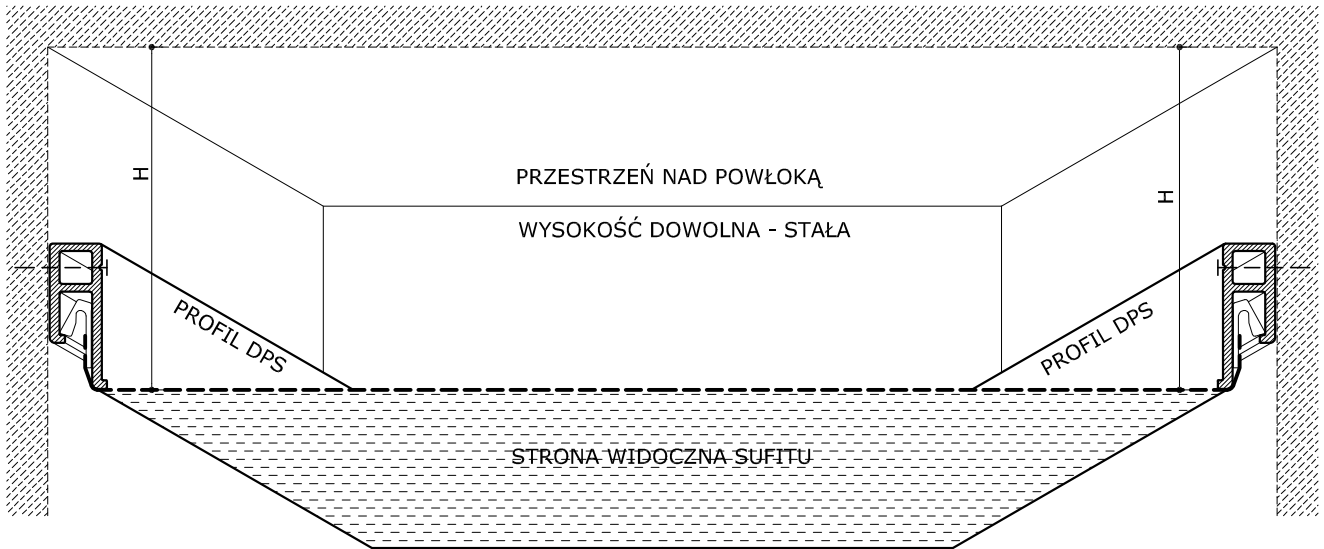 PRZESTRZEŃ NAD POWŁOKĄ
H
H
WYSOKOŚĆ DOWOLNA - STAŁA
PROFIL DPS
PROFIL DPS
STRONA WIDOCZNA SUFITU